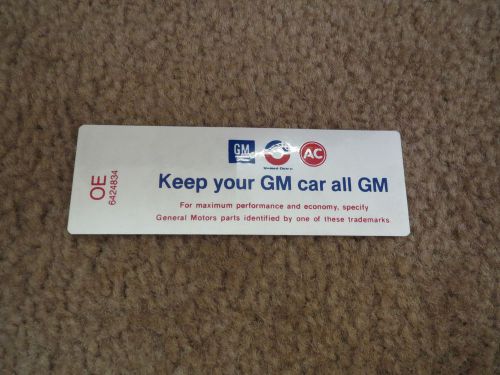 OE
6424834
GM AC
Keep your GM car all GM
For maximum performance and economy, specify
General Motors parts identified by one of these trademarks